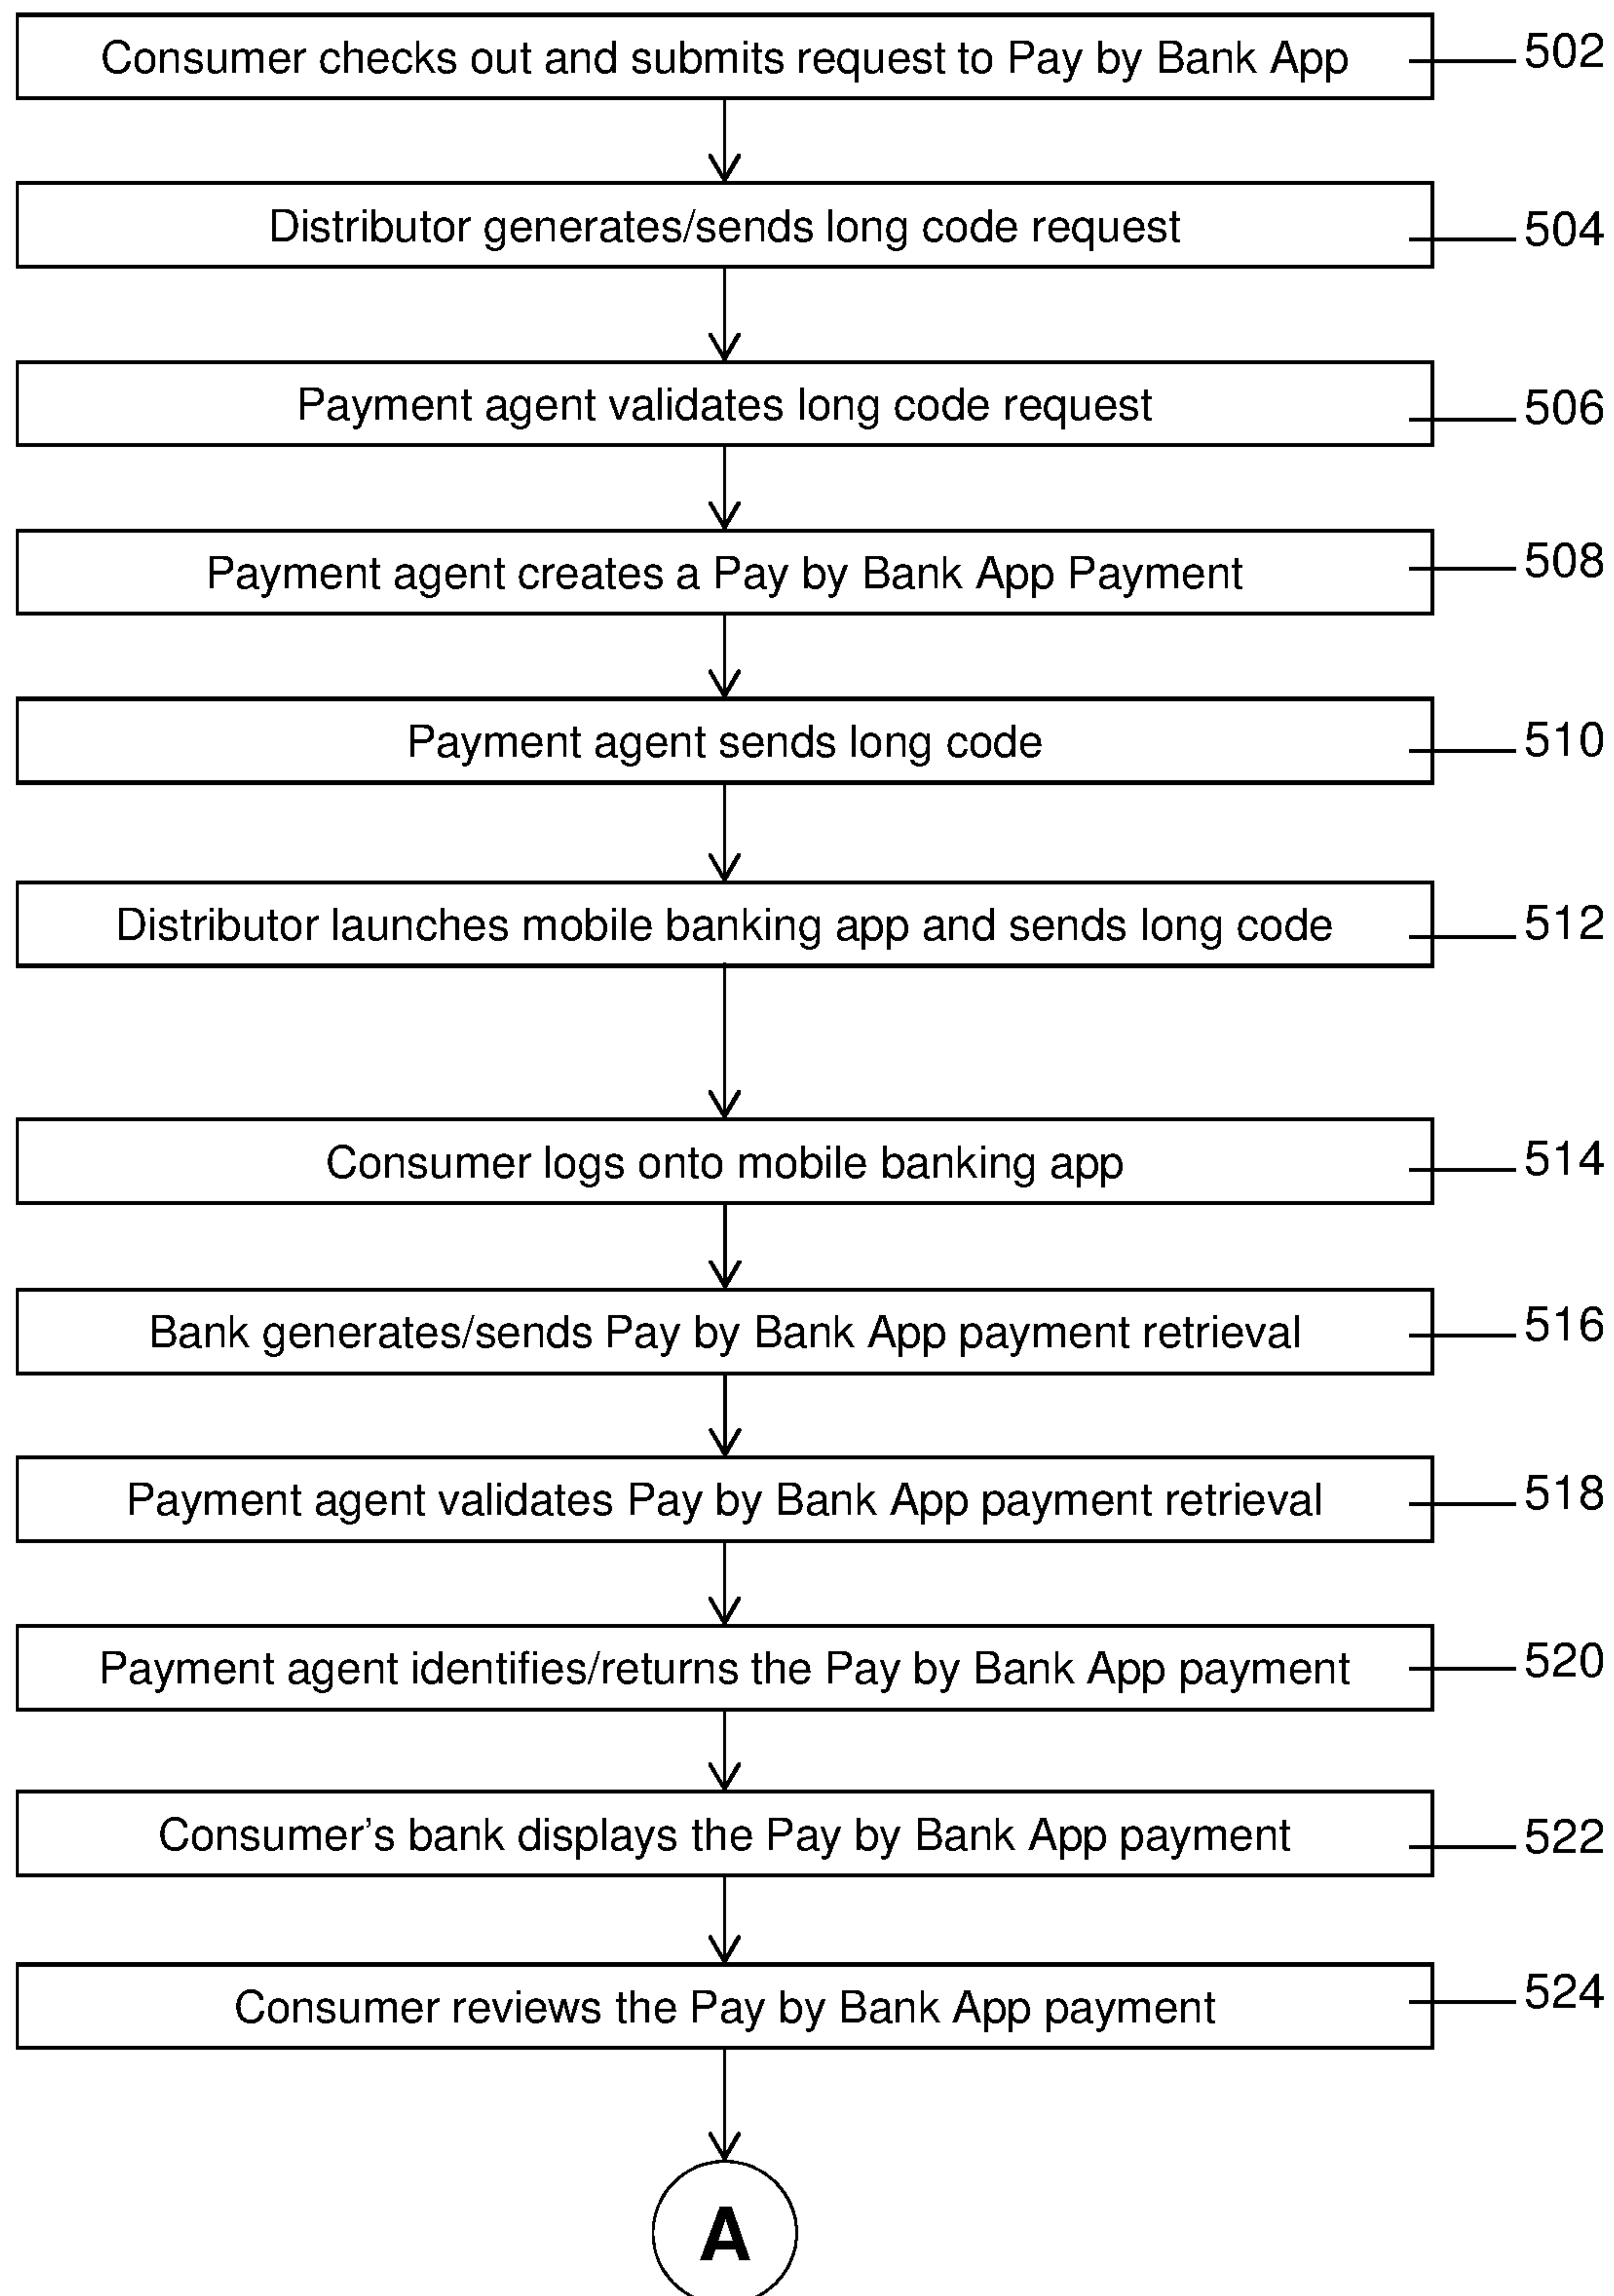 Consumer checks out and submits request to Pay by Bank App 502
Distributor generates/sends long code request 504
Payment agent validates long code request 506
Payment agent creates a Pay by Bank App Payment 508
Payment agent sends long code 510
Distributor launches mobile banking app and sends long code 512
Consumer logs onto mobile banking app 514
Bank generates/sends Pay by Bank App payment retrieval 516
Payment agent validates Pay by Bank App payment retrieval 518
Payment agent identifies/returns the Pay by Bank App payment 520
Consumer's bank displays the Pay by Bank App payment 522
Consumer reviews the Pay by Bank App payment 524
A